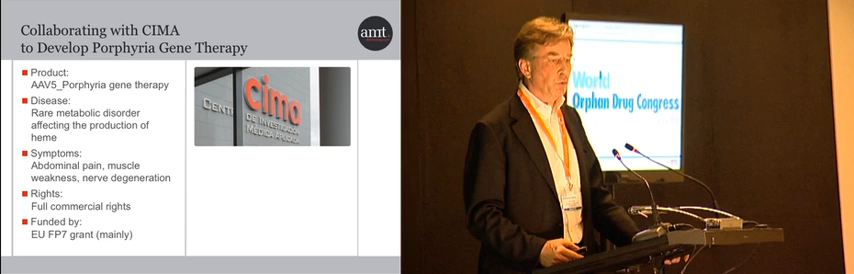 Collaborating with CIMA
to Develop Porphyria Gene Therapy
amt
Product:
AAV5_Porphyria gene therapy
Disease:
Rare metabolic disorder
affecting the production of
heme
Symptoms:
Abdominal pain, muscle
weakness, nerve degeneration
Rights:
Full commercial rights
Funded by:
EU FP7 grant (mainly)
cima
DE INVESTIGACIÓN
MÉDICA APLICADA
World
Orphan Drug Congress